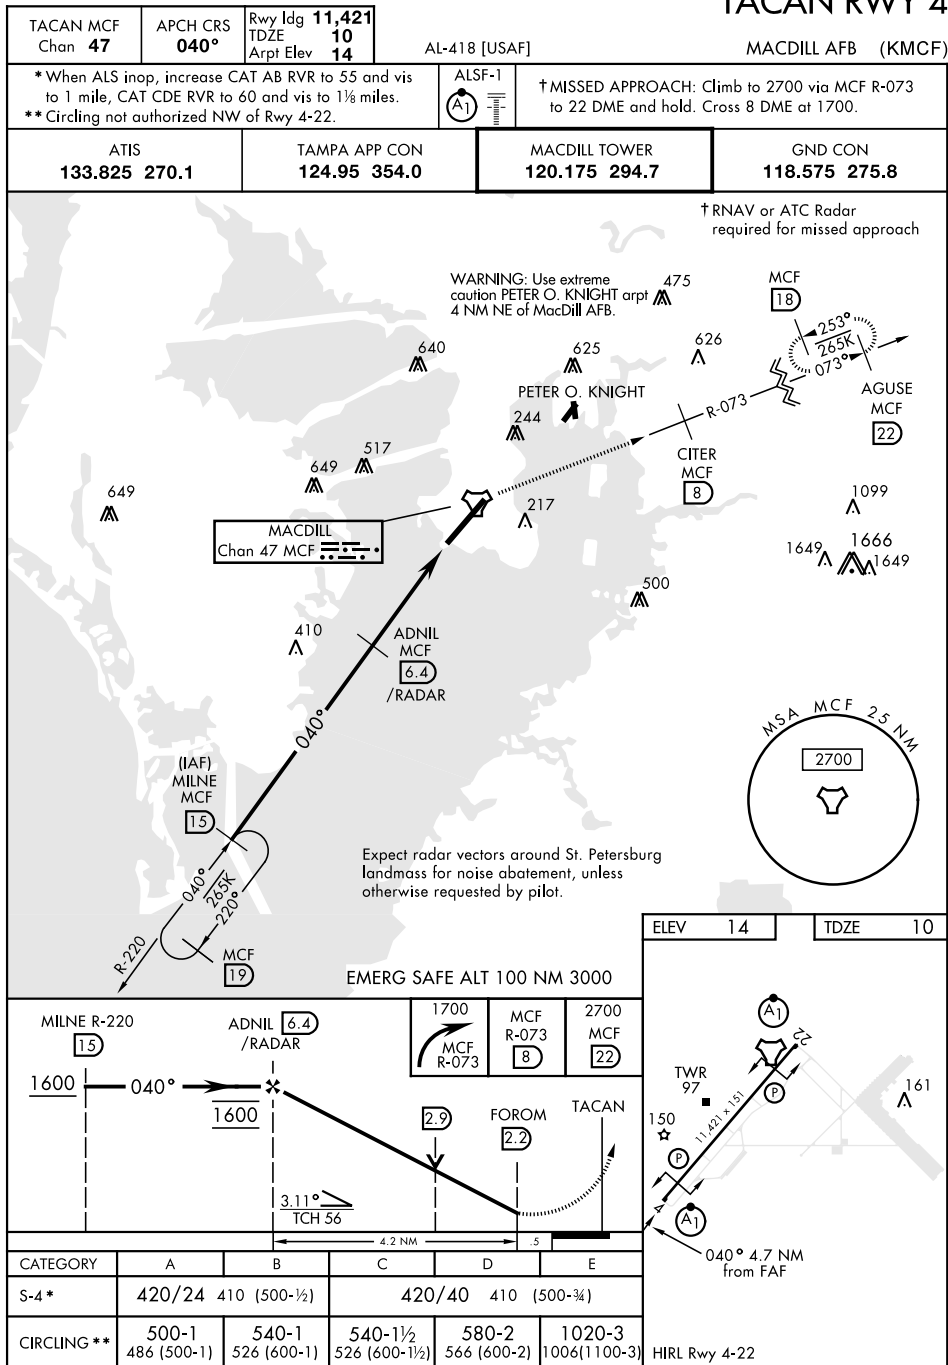 TACAN RWY 4
TACAN MCF
Chan 47
APCH CRS
040°
Rwy ldg 11,421
TDZE 10
Arpt Elev 14
AL-418 [USAF]
MACDILL AFB (KMCF)
* When ALS inop, increase CAT AB RVR to 55 and vis
to 1 mile, CAT CDE RVR to 60 and vis to 1⅛ miles.
** Circling not authorized NW of Rwy 4-22.
ALSF-1
A1
† MISSED APPROACH: Climb to 2700 via MCF R-073
to 22 DME and hold. Cross 8 DME at 1700.
ATIS
133.825 270.1
TAMPA APP CON
124.95 354.0
MACDILL TOWER
120.175 294.7
GND CON
118.575 275.8
† RNAV or ATC Radar
required for missed approach
WARNING: Use extreme
caution PETER O. KNIGHT arpt
4 NM NE of MacDill AFB.
475
MCF
18
253°
265K
073°
640
625
626
PETER O. KNIGHT
R-073
AGUSE
MCF
22
244
CITER
MCF
8
517
649
649
217
1099
MACDILL
Chan 47 MCF
1649
1666
1649
500
410
ADNIL
MCF
6.4
/RADAR
040°
MSA MCF 25 NM
2700
(IAF)
MILNE
MCF
15
Expect radar vectors around St. Petersburg
landmass for noise abatement, unless
otherwise requested by pilot.
040°
265K
220°
R-220
MCF
19
EMERG SAFE ALT 100 NM 3000
ELEV 14
TDZE 10
A1
22
TWR
97
P
161
11,421 x 151
150
P
4
A1
040° 4.7 NM
from FAF
HIRL Rwy 4-22
MILNE R-220
15
ADNIL 6.4
/RADAR
1700
MCF
R-073
MCF
R-073
8
2700
MCF
22
1600
040°
1600
2.9
FOROM
2.2
TACAN
3.11°
TCH 56
4.2 NM
.5
CATEGORY A B C D E
S-4 * 420/24 410 (500-½) 420/40 410 (500-¾)
CIRCLING ** 500-1 540-1 540-1½ 580-2 1020-3
486 (500-1) 526 (600-1) 526 (600-1½) 566 (600-2) 1006(1100-3)